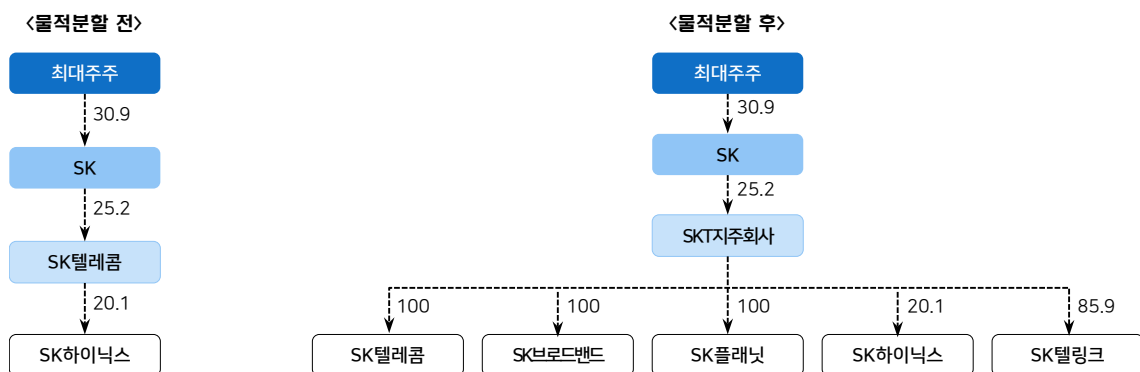 〈물적분할 전〉
최대주주
30.9
SK
25.2
SK텔레콤
20.1
SK하이닉스
〈물적분할 후〉
최대주주
30.9
SK
25.2
SKT지주회사
100
100
100
20.1
85.9
SK텔레콤
SK브로드밴드
SK플래닛
SK하이닉스
SK텔링크